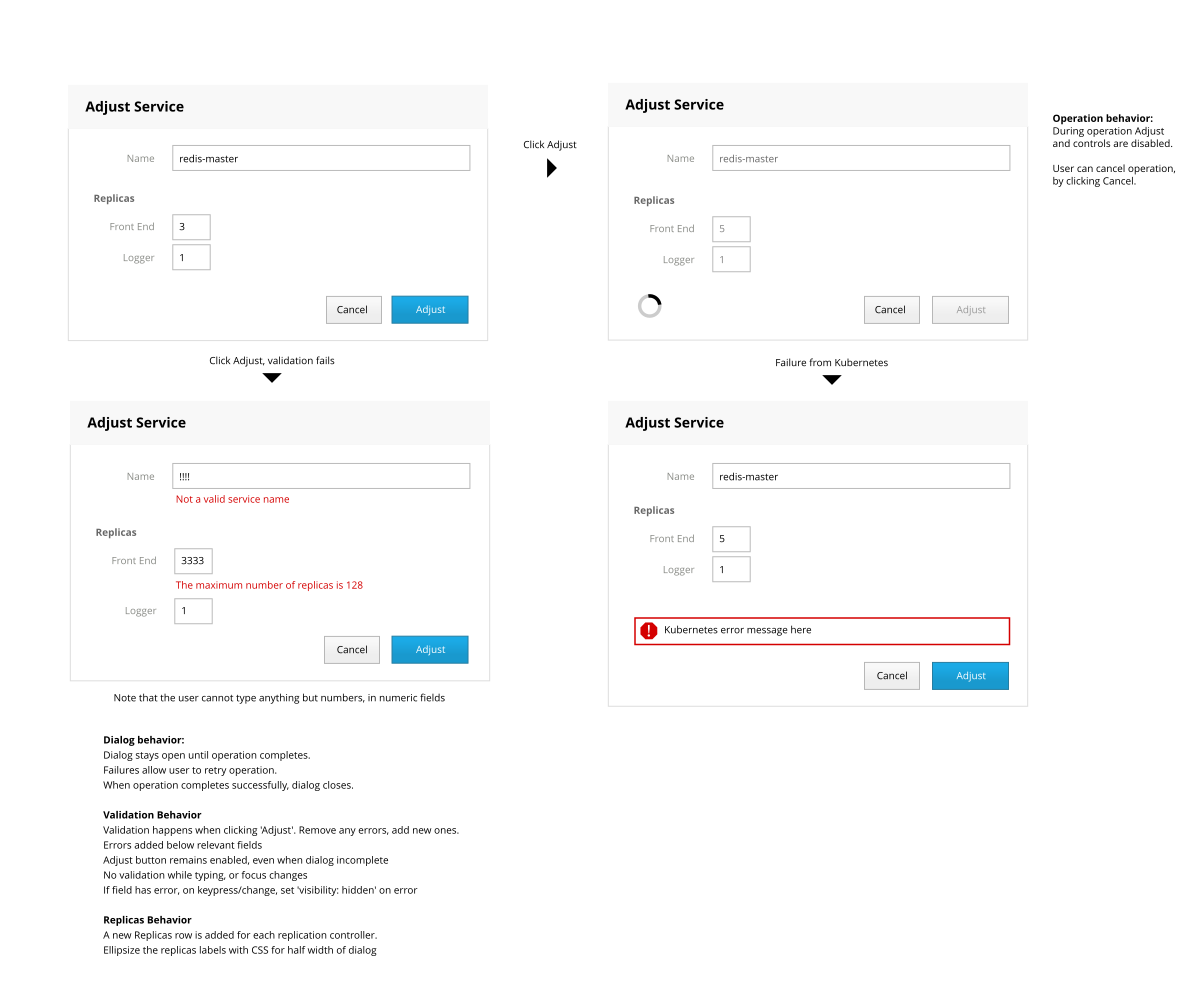 Adjust Service
Name
redis-master
Replicas
Front End
3
Logger
1
Cancel
Adjust
Click Adjust
Adjust Service
Name
redis-master
Replicas
Front End
5
Logger
1
Cancel
Adjust
Operation behavior:
During operation Adjust
and controls are disabled.
User can cancel operation,
by clicking Cancel.
Click Adjust, validation fails
Failure from Kubernetes
Adjust Service
Name
!!!!
Not a valid service name
Replicas
Front End
3333
The maximum number of replicas is 128
Logger
1
Cancel
Adjust
Note that the user cannot type anything but numbers, in numeric fields
Adjust Service
Name
redis-master
Replicas
Front End
5
Logger
1
! Kubernetes error message here
Cancel
Adjust
Dialog behavior:
Dialog stays open until operation completes.
Failures allow user to retry operation.
When operation completes successfully, dialog closes.
Validation Behavior
Validation happens when clicking 'Adjust'. Remove any errors, add new ones.
Errors added below relevant fields
Adjust button remains enabled, even when dialog incomplete
No validation while typing, or focus changes
If field has error, on keypress/change, set 'visibility: hidden' on error
Replicas Behavior
A new Replicas row is added for each replication controller.
Ellipsize the replicas labels with CSS for half width of dialog